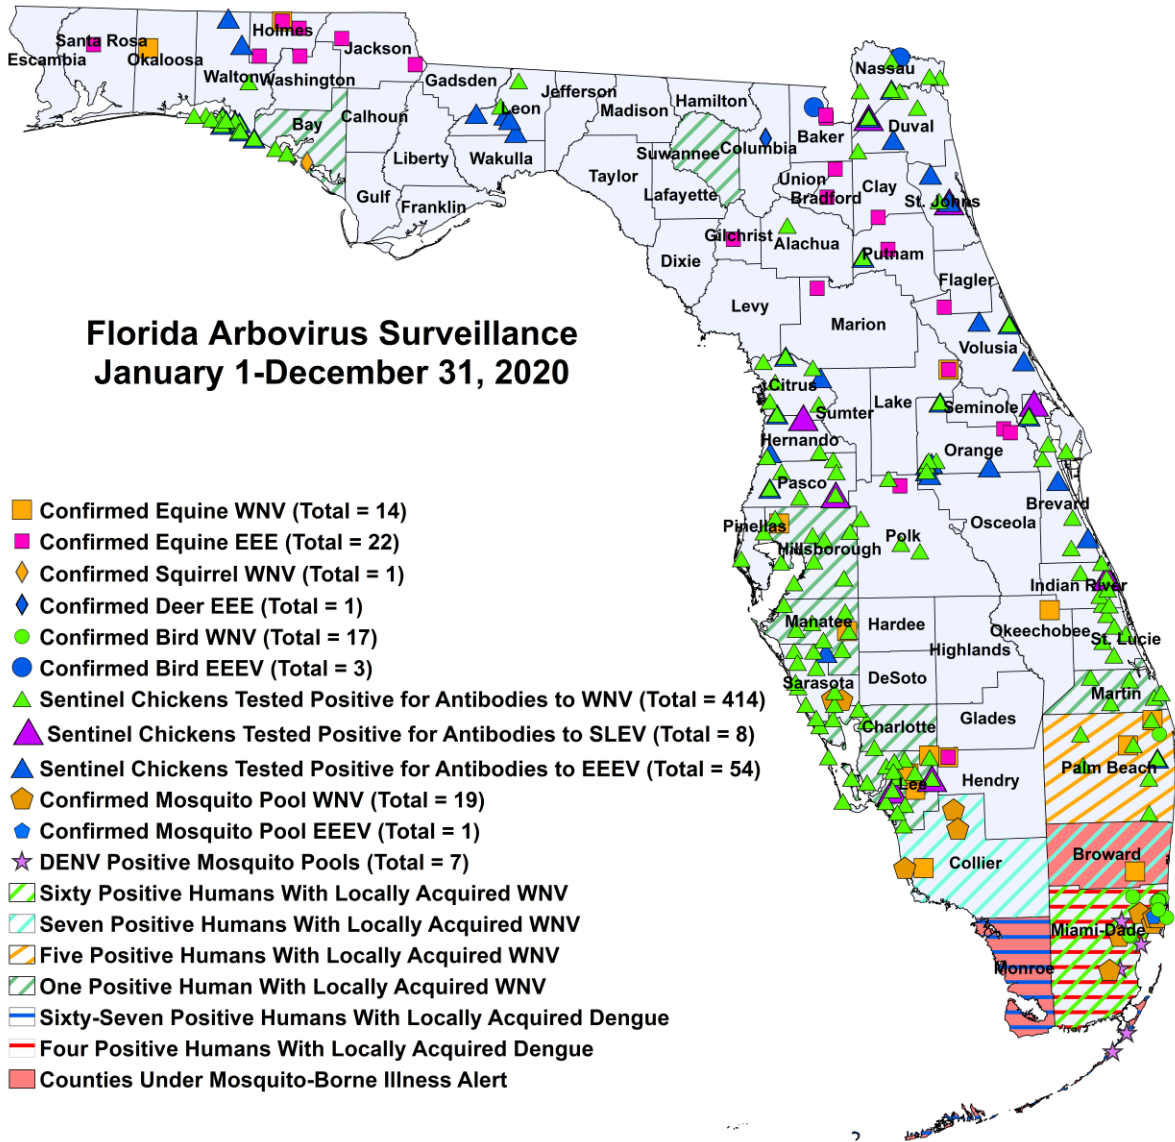 Holmes
Santa Rosa
Jackson
Escambia
Okaloosa
Walton
Washington
Gadsden
Leon
Jefferson
Madison
Hamilton
Nassau
Bay
Calhoun
Liberty
Wakulla
Taylor
Suwannee
Columbia
Baker
Duval
Gulf
Franklin
Lafayette
Union
Bradford
Clay
St. Johns
Dixie
Gilchrist
Alachua
Putnam
Flagler
Levy
Marion
Volusia
Florida Arbovirus Surveillance
January 1-December 31, 2020
Citrus
Sumter
Lake
Seminole
Hernando
Orange
Pasco
Brevard
Pinellas
Hillsborough
Polk
Osceola
Indian River
Manatee
Hardee
Highlands
Okeechobee
St. Lucie
Sarasota
DeSoto
Martin
Charlotte
Glades
Lee
Hendry
Palm Beach
Collier
Broward
Miami-Dade
Monroe
Confirmed Equine WNV (Total = 14)
Confirmed Equine EEE (Total = 22)
Confirmed Squirrel WNV (Total = 1)
Confirmed Deer EEE (Total = 1)
Confirmed Bird WNV (Total = 17)
Confirmed Bird EEEV (Total = 3)
Sentinel Chickens Tested Positive for Antibodies to WNV (Total = 414)
Sentinel Chickens Tested Positive for Antibodies to SLEV (Total = 8)
Sentinel Chickens Tested Positive for Antibodies to EEEV (Total = 54)
Confirmed Mosquito Pool WNV (Total = 19)
Confirmed Mosquito Pool EEEV (Total = 1)
DENV Positive Mosquito Pools (Total = 7)
Sixty Positive Humans With Locally Acquired WNV
Seven Positive Humans With Locally Acquired WNV
Five Positive Humans With Locally Acquired WNV
One Positive Human With Locally Acquired WNV
Sixty-Seven Positive Humans With Locally Acquired Dengue
Four Positive Humans With Locally Acquired Dengue
Counties Under Mosquito-Borne Illness Alert